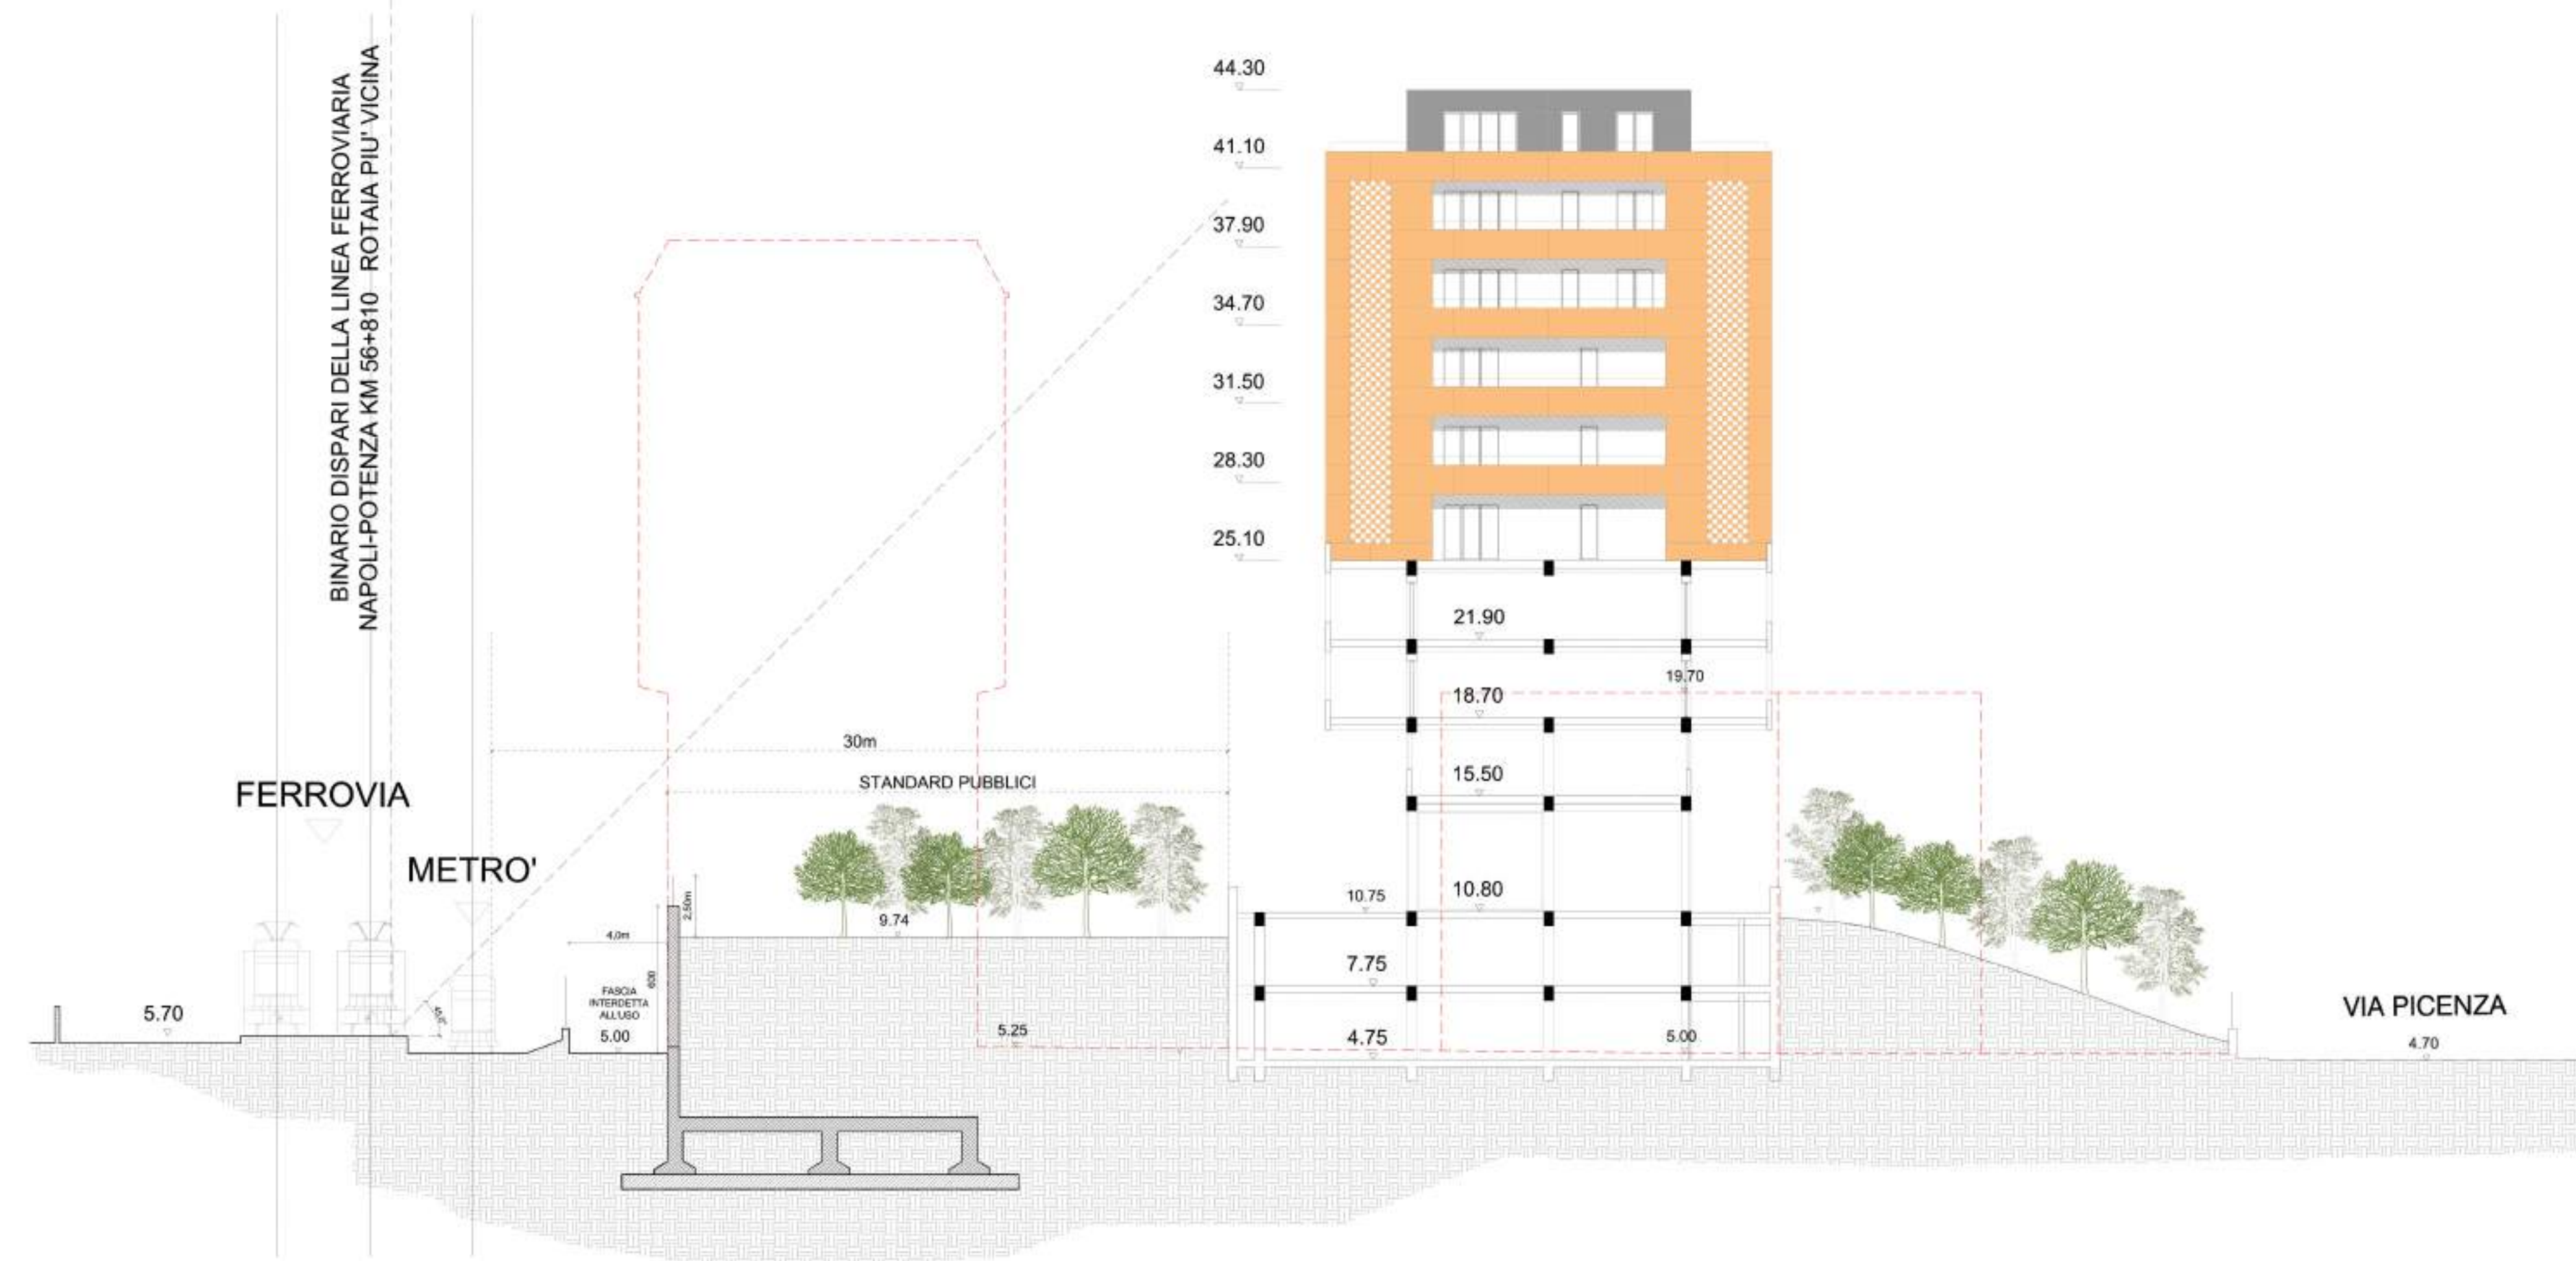 BINARIO DISPARI DELLA LINEA FERROVIARIA
NAPOLI-POTENZA KM 56+810 ROTAIA PIU' VICINA
44.30
41.10
37.90
34.70
31.50
28.30
25.10
21.90
19.70
18.70
30m
15.50
STANDARD PUBBLICI
FERROVIA
METRO'
10.75
10.80
2,50m
9.74
4,0m
600
7.75
FASCIA
INTERDETTA
ALL'USO
5.00
5.70
5.25
4.75
5.00
VIA PICENZA
4.70